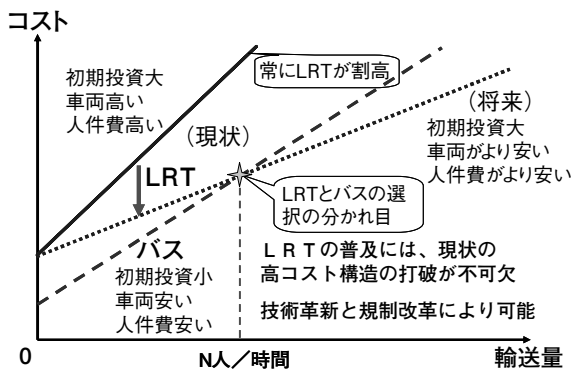 コスト
初期投資大
車両高い
人件費高い
常にLRTが割高
（現状）
（将来）
初期投資大
車両がより安い
人件費がより安い
LRT
LRTとバスの選
択の分かれ目
バス
初期投資小
車両安い
人件費安い
ＬＲＴの普及には、現状の
高コスト構造の打破が不可欠
技術革新と規制改革により可能
0
N人／時間
輸送量